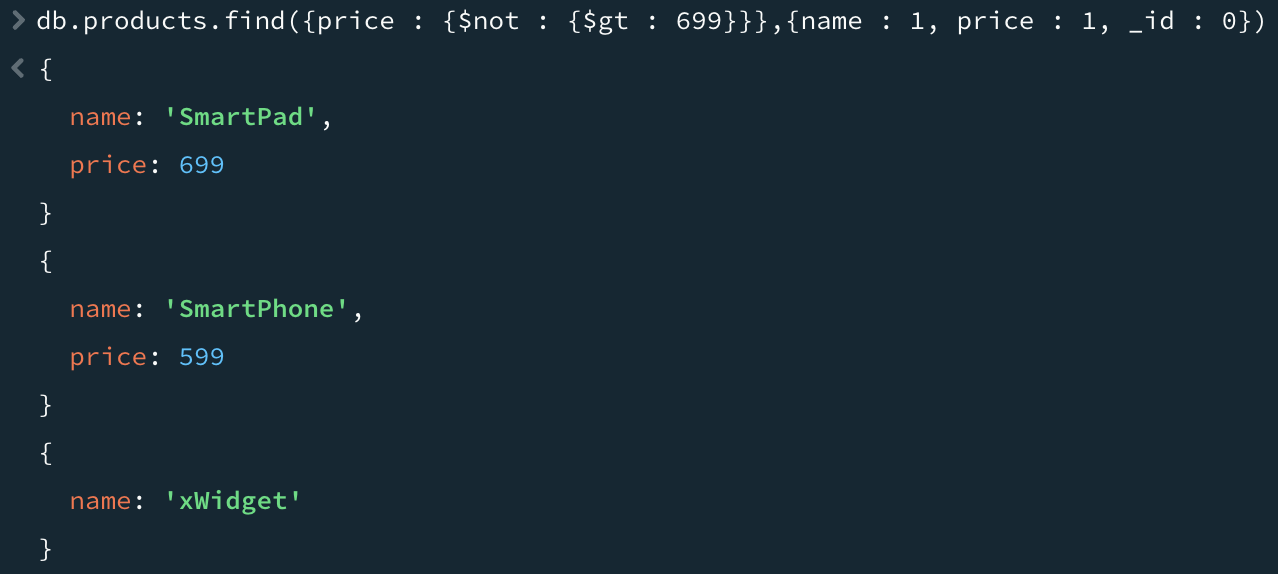 > db.products.find({price : {$not : {$gt : 699}}},{name : 1, price : 1, _id : 0})
< {
name: 'SmartPad',
price: 699
}
{
name: 'SmartPhone',
price: 599
}
{
name: 'xWidget'
}